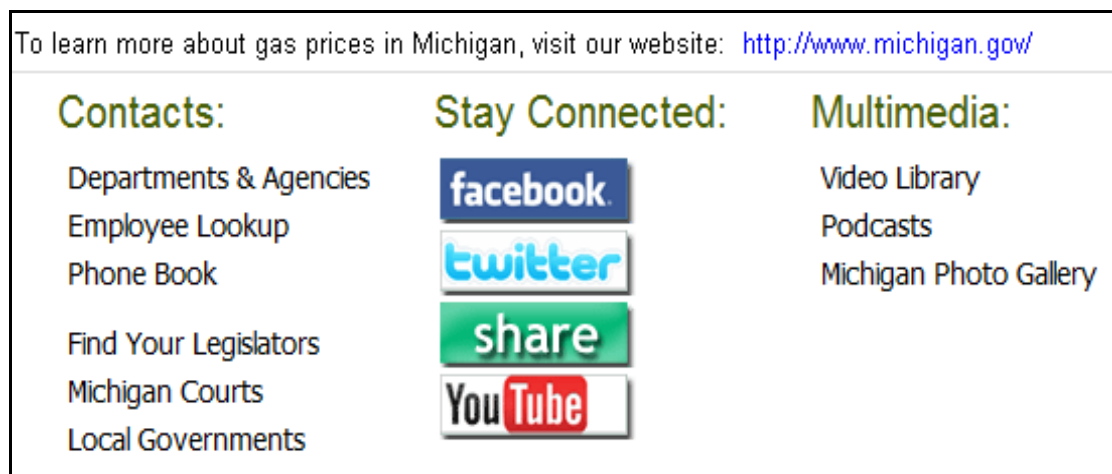 To learn more about gas prices in Michigan, visit our website: http://www.michigan.gov/
Contacts:
Departments & Agencies
Employee Lookup
Phone Book
Find Your Legislators
Michigan Courts
Local Governments
Stay Connected:
facebook.
twitter
share
YouTube
Multimedia:
Video Library
Podcasts
Michigan Photo Gallery